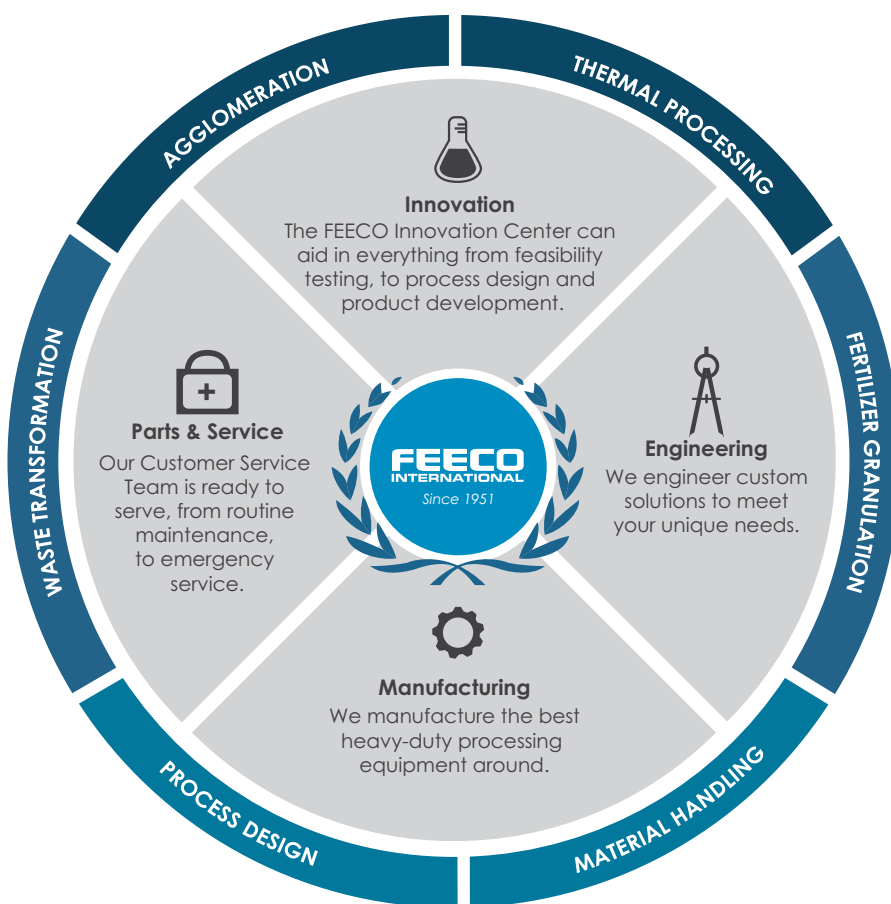 AGGLOMERATION
THERMAL PROCESSING
Innovation
The FEECO Innovation Center can
aid in everything from feasibility
testing, to process design and
product development.
WASTE TRANSFORMATION
Parts & Service
Our Customer Service
Team is ready to
serve, from routine
maintenance,
to emergency
service.
FEECO
INTERNATIONAL
Since 1951
Engineering
We engineer custom
solutions to meet
your unique needs.
FERTILIZER GRANULATION
Manufacturing
We manufacture the best
heavy-duty processing
equipment around.
PROCESS DESIGN
MATERIAL HANDLING